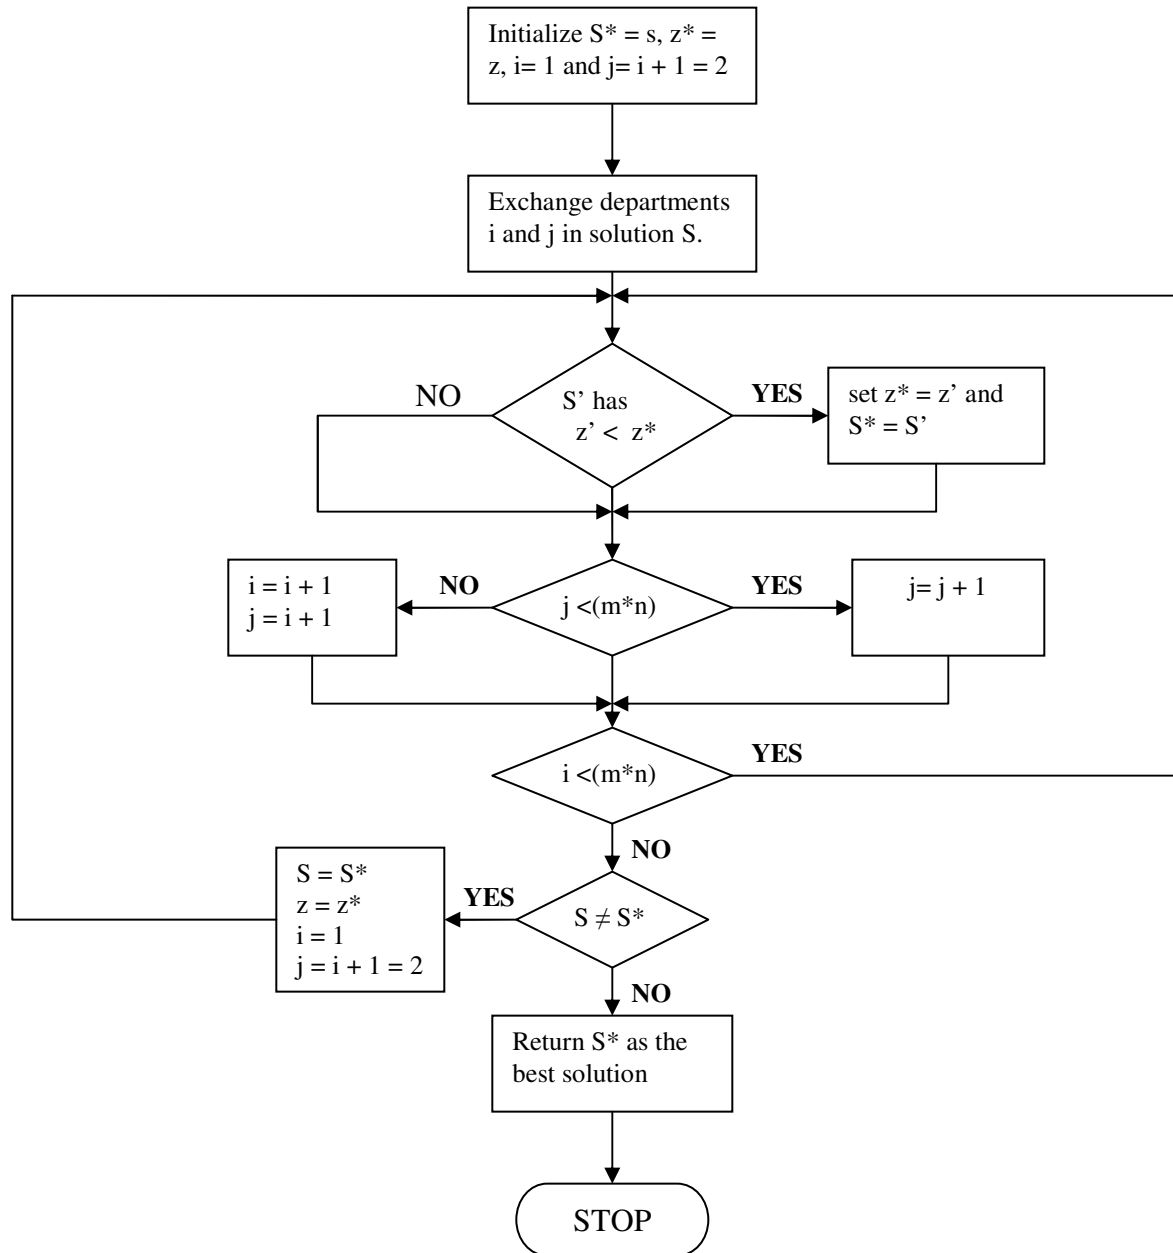 Initialize S* = s, z* =
z, i= 1 and j= i + 1 = 2
Exchange departments
i and j in solution S.
NO
S’ has
z’ < z*
YES
set z* = z’ and
S* = S’
i = i + 1
j = i + 1
NO
j <(m*n)
YES
j= j + 1
i <(m*n)
YES
NO
S = S*
z = z*
i = 1
j = i + 1 = 2
YES
S ≠ S*
NO
Return S* as the
best solution
STOP